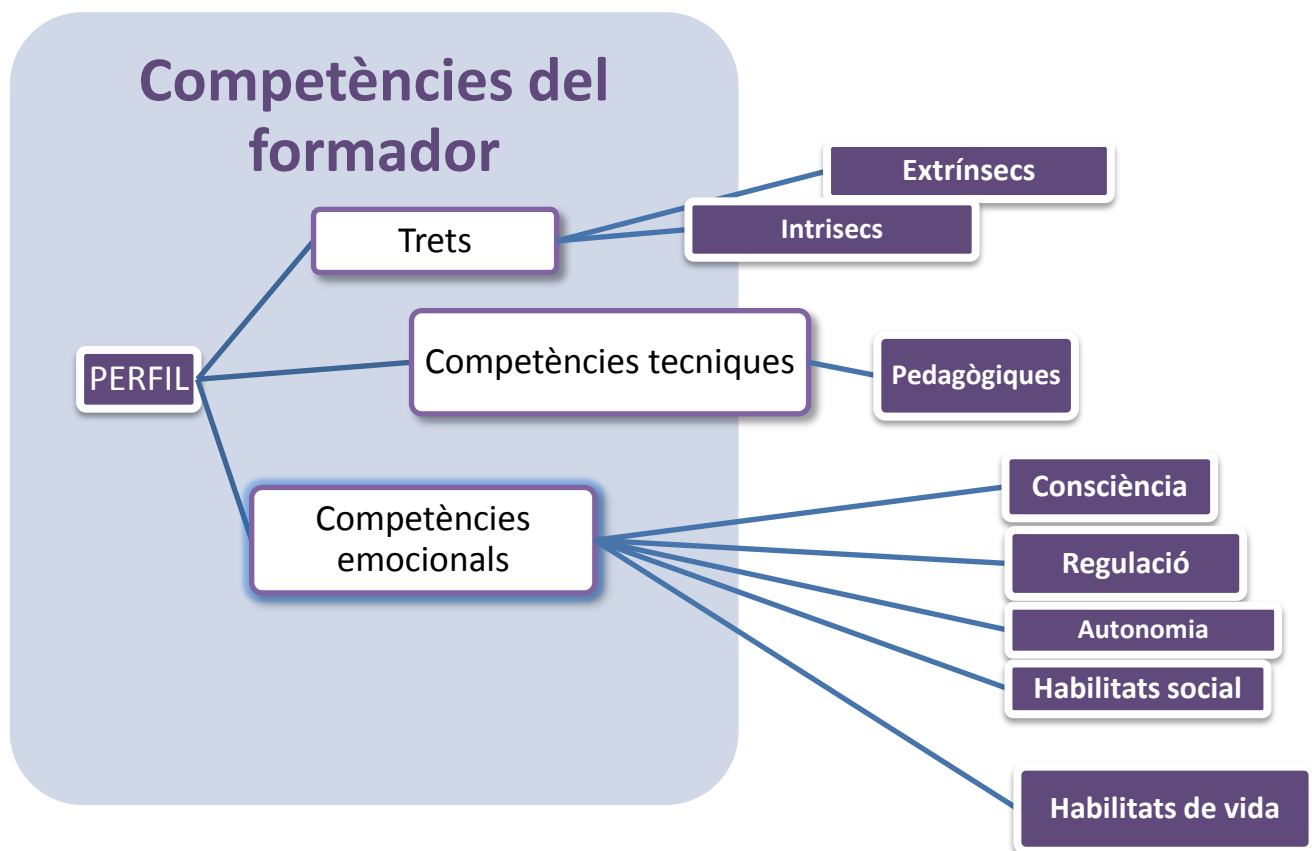 Competències del
formador
Extrínsecs
Trets
Intrisecs
PERFIL
Competències tecniques
Pedagògiques
Competències
emocionals
Consciència
Regulació
Autonomia
Habilitats social
Habilitats de vida